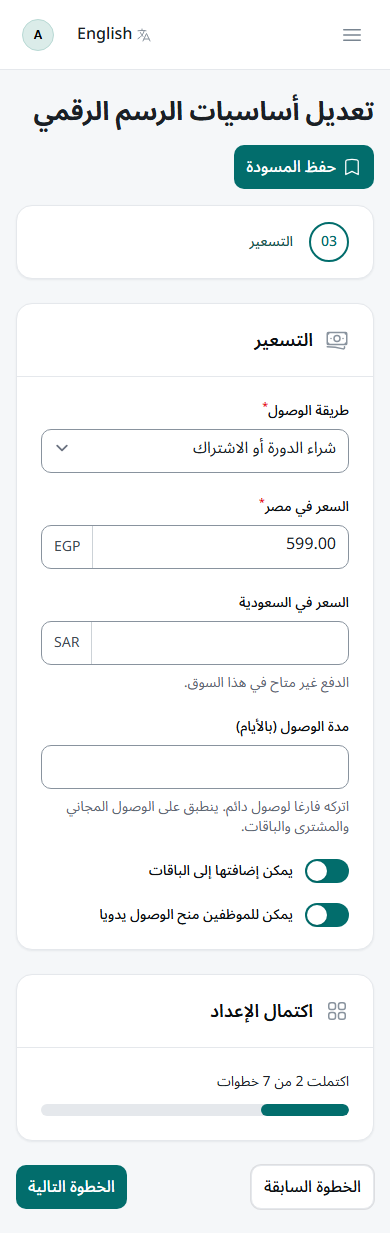 A
English
تعديل أساسيات الرسم الرقمي
حفظ المسودة
03
التسعير
التسعير
طريقة الوصول*
شراء الدورة أو الاشتراك
السعر في مصر*
599.00
EGP
السعر في السعودية
SAR
الدفع غير متاح في هذا السوق.
مدة الوصول (بالأيام)
اتركه فارغا لوصول دائم. ينطبق على الوصول المجاني
والمشترى والباقات.
يمكن إضافتها إلى الباقات
يمكن للموظفين منح الوصول يدويا
اكتمال الإعداد
اكتملت 2 من 7 خطوات
الخطوة السابقة
الخطوة التالية